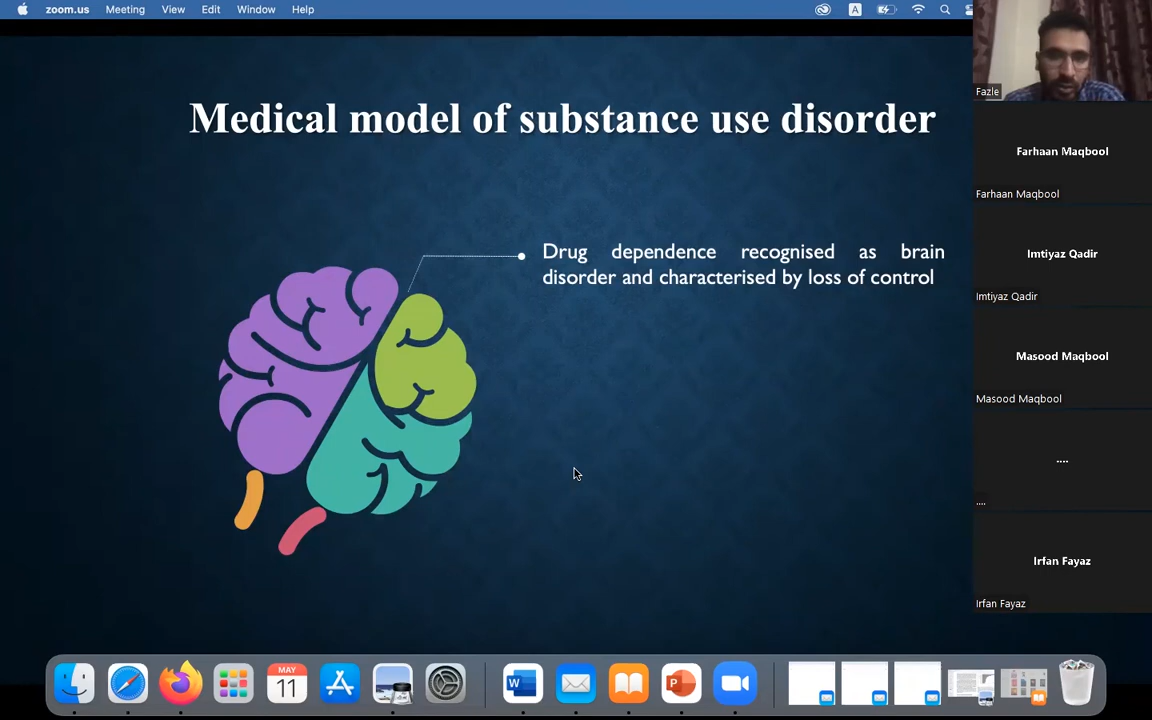 zoom.us Meeting View Edit Window Help
A
Fazle
Medical model of substance use disorder
Drug dependence recognised as brain
disorder and characterised by loss of control
Farhaan Maqbool
Farhaan Maqbool
Imtiyaz Qadir
Imtiyaz Qadir
Masood Maqbool
Masood Maqbool
....
....
Irfan Fayaz
Irfan Fayaz
MAY
11
W
P